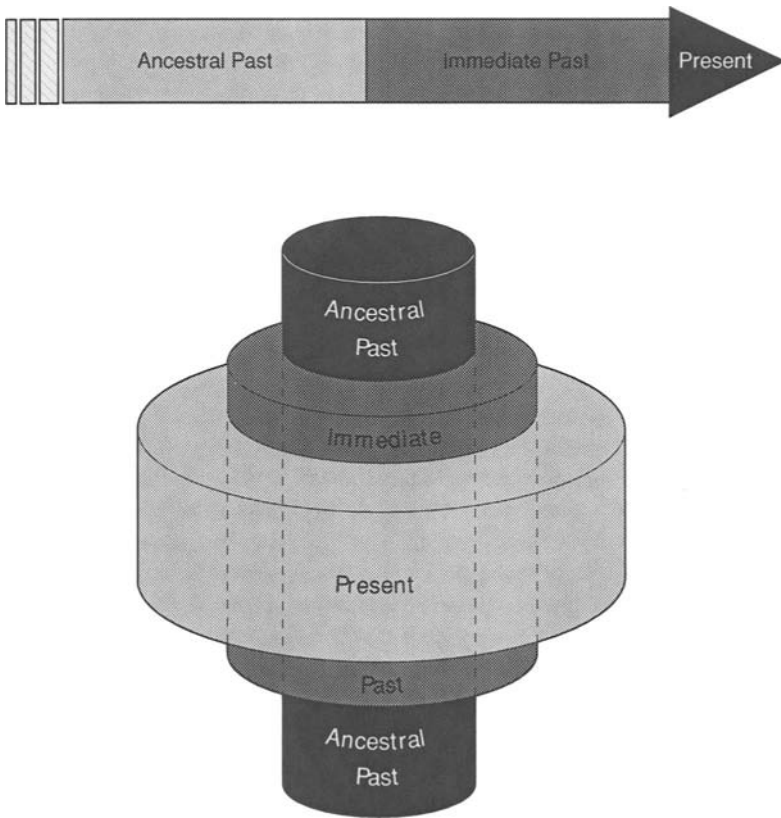 Ancestral Past
Immediate Past
Present
Ancestral
Past
Immediate
Present
Past
Ancestral
Past